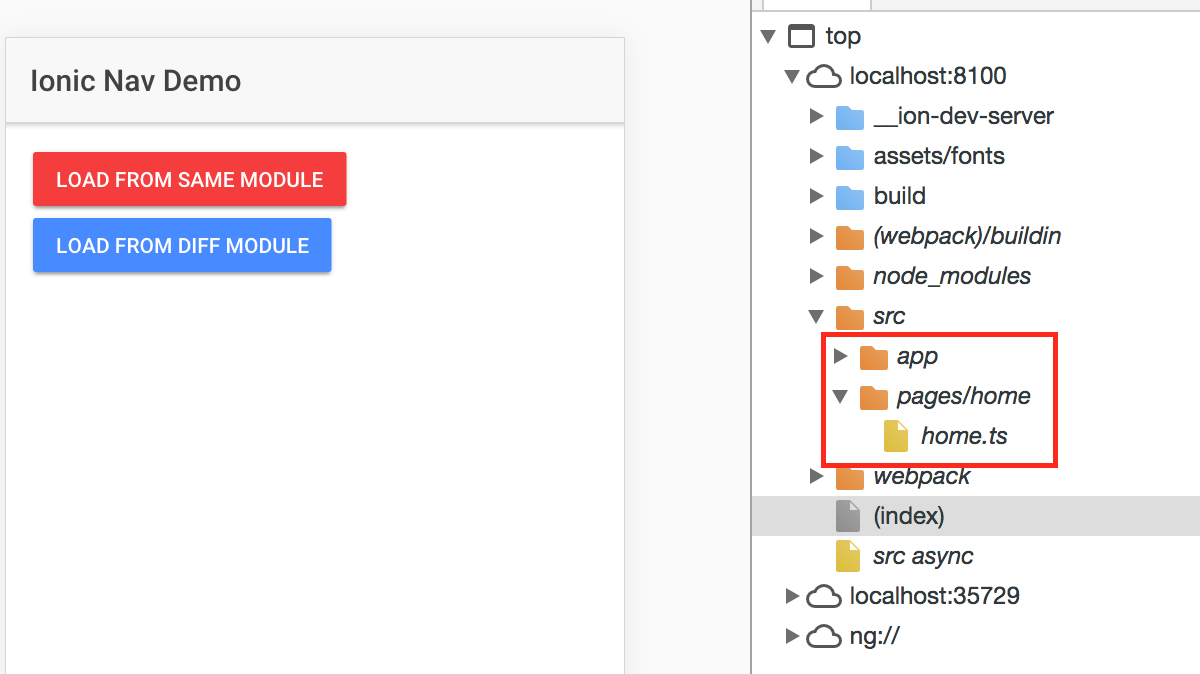 Ionic Nav Demo
LOAD FROM SAME MODULE
LOAD FROM DIFF MODULE
top
localhost:8100
__ion-dev-server
assets/fonts
build
(webpack)/buildin
node_modules
src
app
pages/home
home.ts
webpack
(index)
src async
localhost:35729
ng://